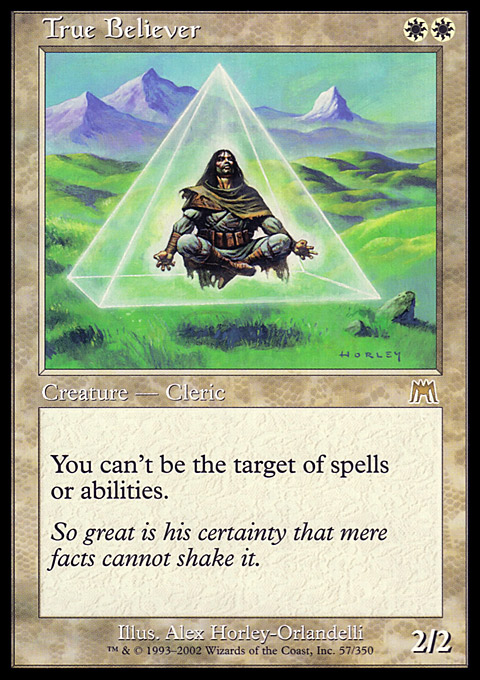 True Believer
HORLEY
Creature — Cleric
You can't be the target of spells
or abilities.
So great is his certainty that mere
facts cannot shake it.
Illus. Alex Horley-Orlandelli
™ & © 1993–2002 Wizards of the Coast, Inc. 57/350
2/2